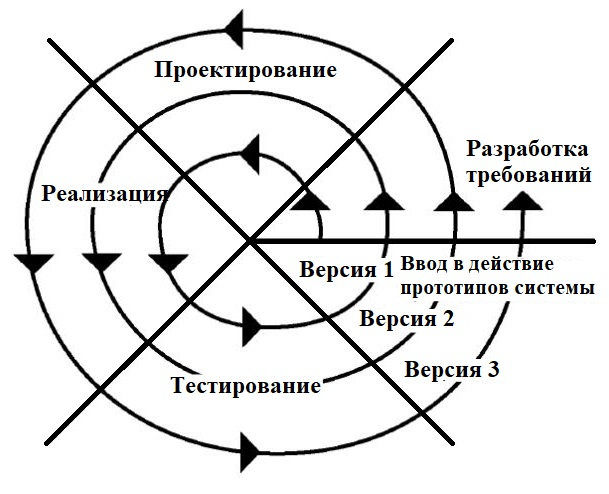 Проектирование
Разработка
требований
Реализация
Версия 1
Ввод в действие
прототипов системы
Версия 2
Версия 3
Тестирование